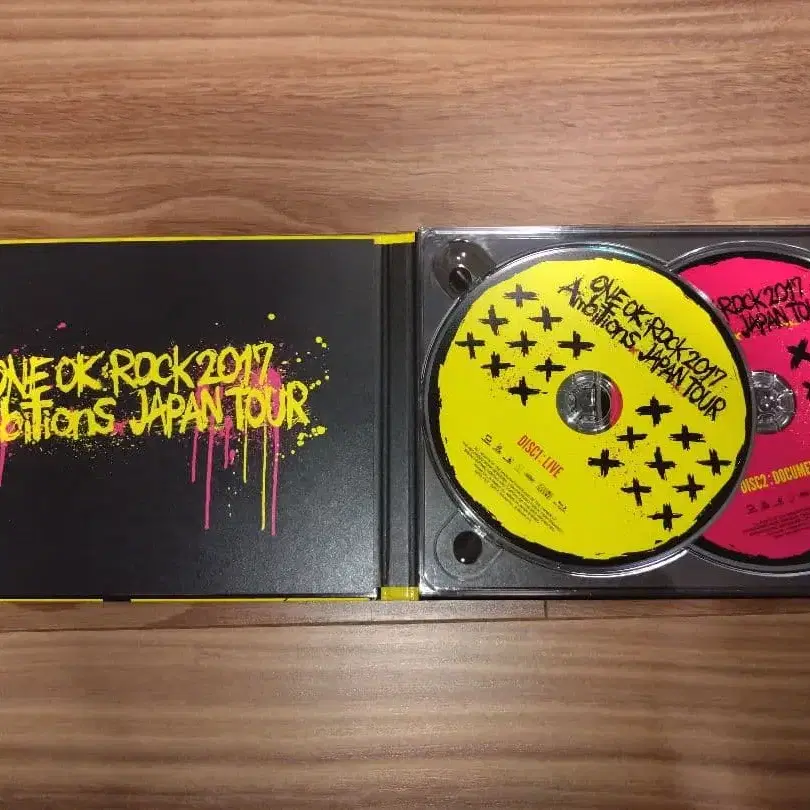 ONE OK ROCK 2017
bitions JAPAN TOUR
ONE OK ROCK 2017
Ambitions JAPAN TOUR
DISC1:LIVE
ROCK 2017
JAPAN TOU
DISC2:DOCUME